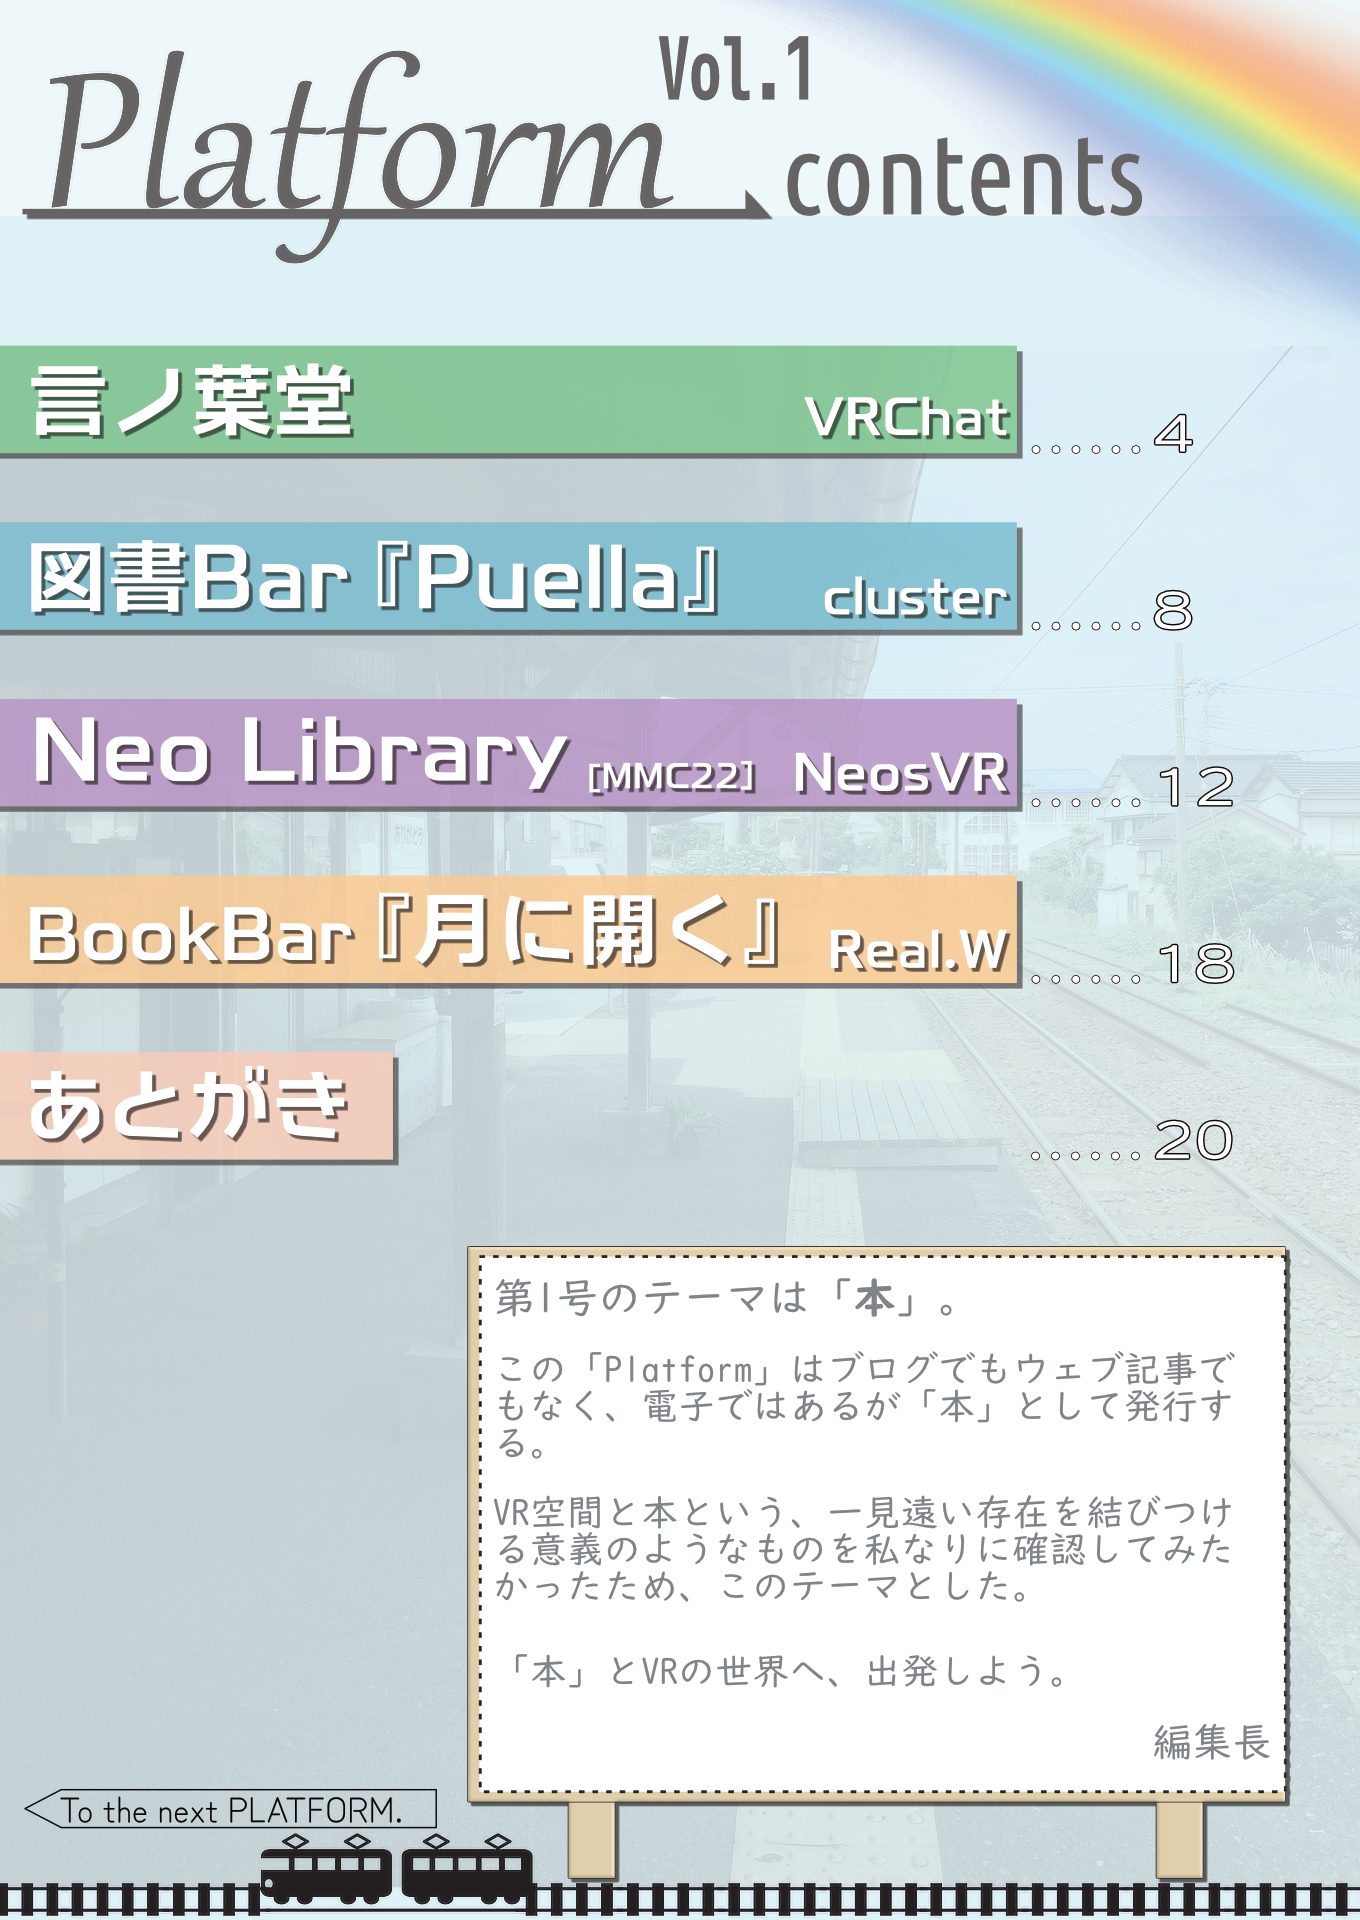 Platform Vol.1
contents
言ノ葉堂 VRChat ......4
図書Bar『Puella』 cluster ......8
Neo Library [MMC22] NeosVR ......12
BookBar『月に開く』 Real.W ......18
あとがき ......20
第1号のテーマは「本」。
この「Platform」はブログでもウェブ記事で
もなく、電子ではあるが「本」として発行す
る。
VR空間と本という、一見遠い存在を結びつけ
る意義のようなものを私なりに確認してみた
かったため、このテーマとした。
「本」とVRの世界へ、出発しよう。
編集長
To the next PLATFORM.